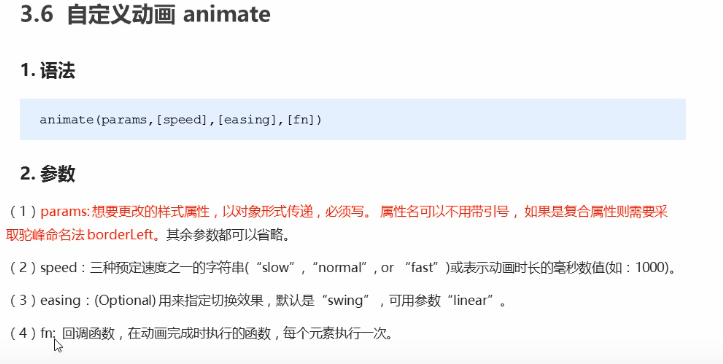 3.6 自定义动画 animate
1. 语法
animate(params,[speed],[easing],[fn])
2. 参数
（1）params: 想要更改的样式属性，以对象形式传递，必须写。 属性名可以不用带引号， 如果是复合属性则需要采
取驼峰命名法 borderLeft。其余参数都可以省略。
（2）speed：三种预定速度之一的字符串(“slow”,“normal”, or “fast”)或表示动画时长的毫秒数值(如：1000)。
（3）easing：(Optional) 用来指定切换效果，默认是“swing”，可用参数“linear”。
（4）fn: 回调函数，在动画完成时执行的函数，每个元素执行一次。